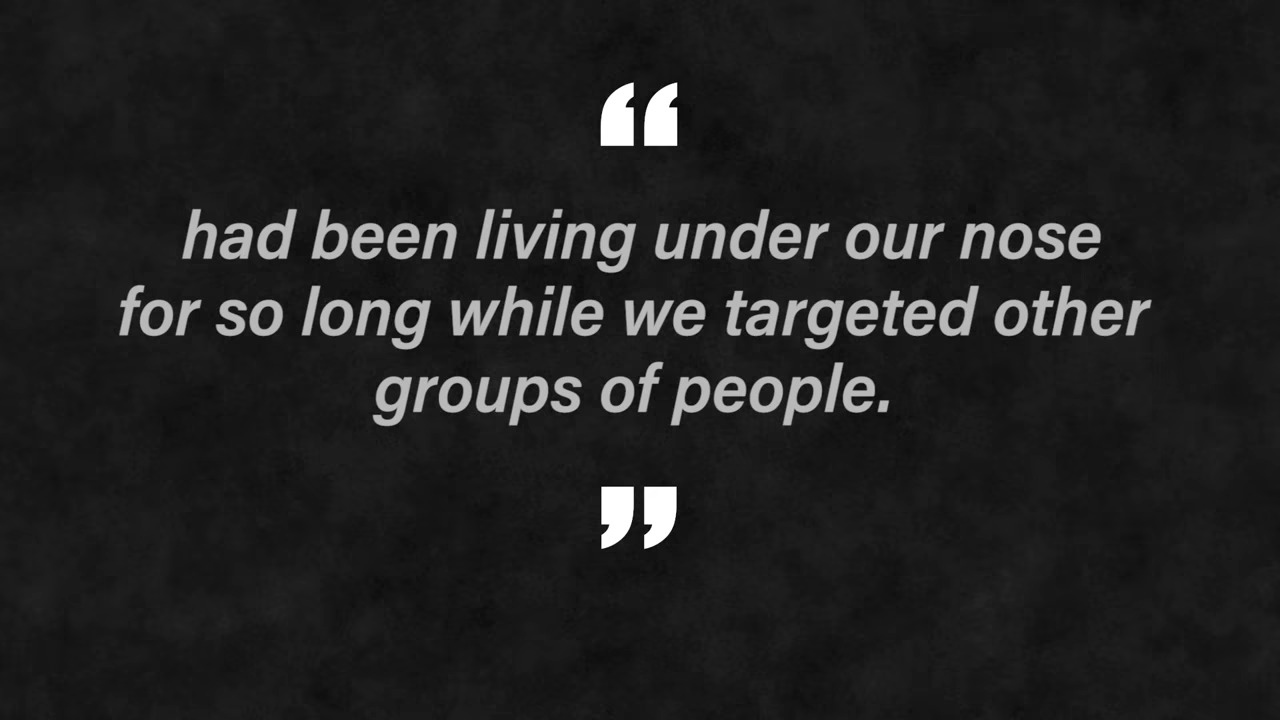 “
had been living under our nose
for so long while we targeted other
groups of people.
”